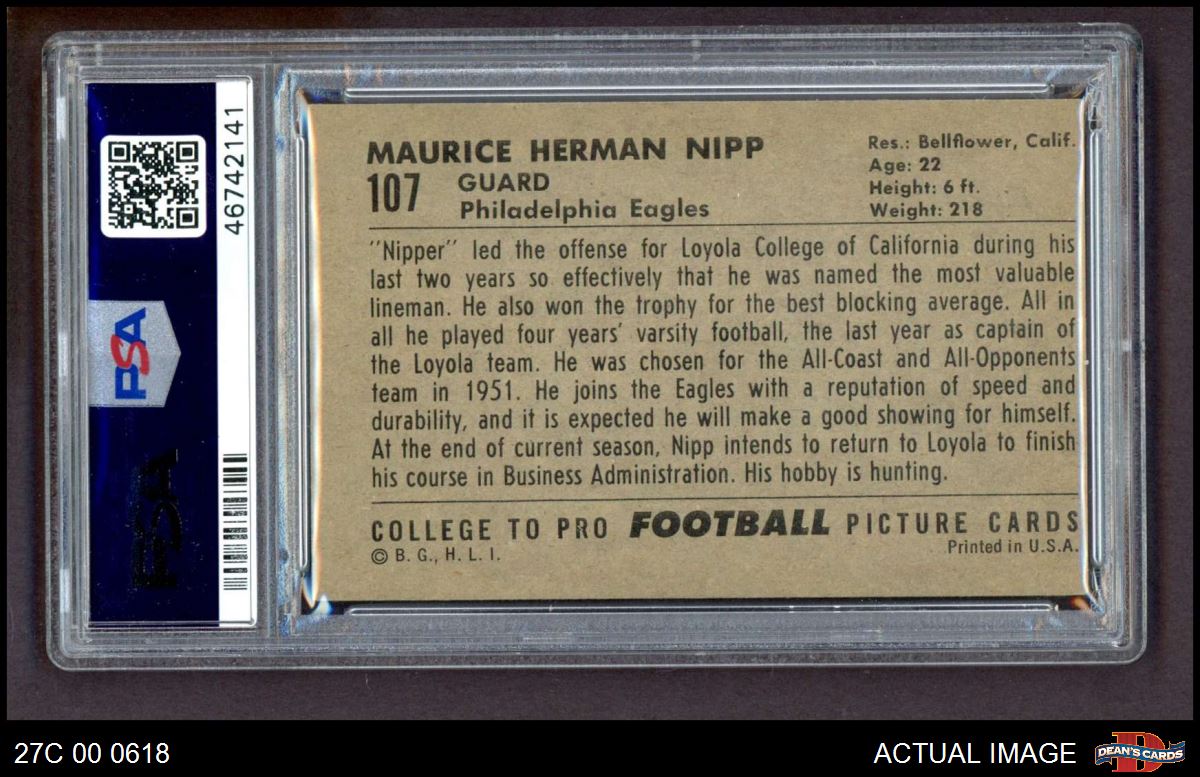 PSA
46742141
PSA
MAURICE HERMAN NIPP
107 GUARD
Philadelphia Eagles
Res.: Bellflower, Calif.
Age: 22
Height: 6 ft.
Weight: 218
"Nipper" led the offense for Loyola College of California during his
last two years so effectively that he was named the most valuable
lineman. He also won the trophy for the best blocking average. All in
all he played four years' varsity football, the last year as captain of
the Loyola team. He was chosen for the All-Coast and All-Opponents
team in 1951. He joins the Eagles with a reputation of speed and
durability, and it is expected he will make a good showing for himself.
At the end of current season, Nipp intends to return to Loyola to finish
his course in Business Administration. His hobby is hunting.
COLLEGE TO PRO FOOTBALL PICTURE CARDS
© B. G., H. L. I.
Printed in U.S.A.
27C 00 0618
ACTUAL IMAGE
DEAN'S CARDS